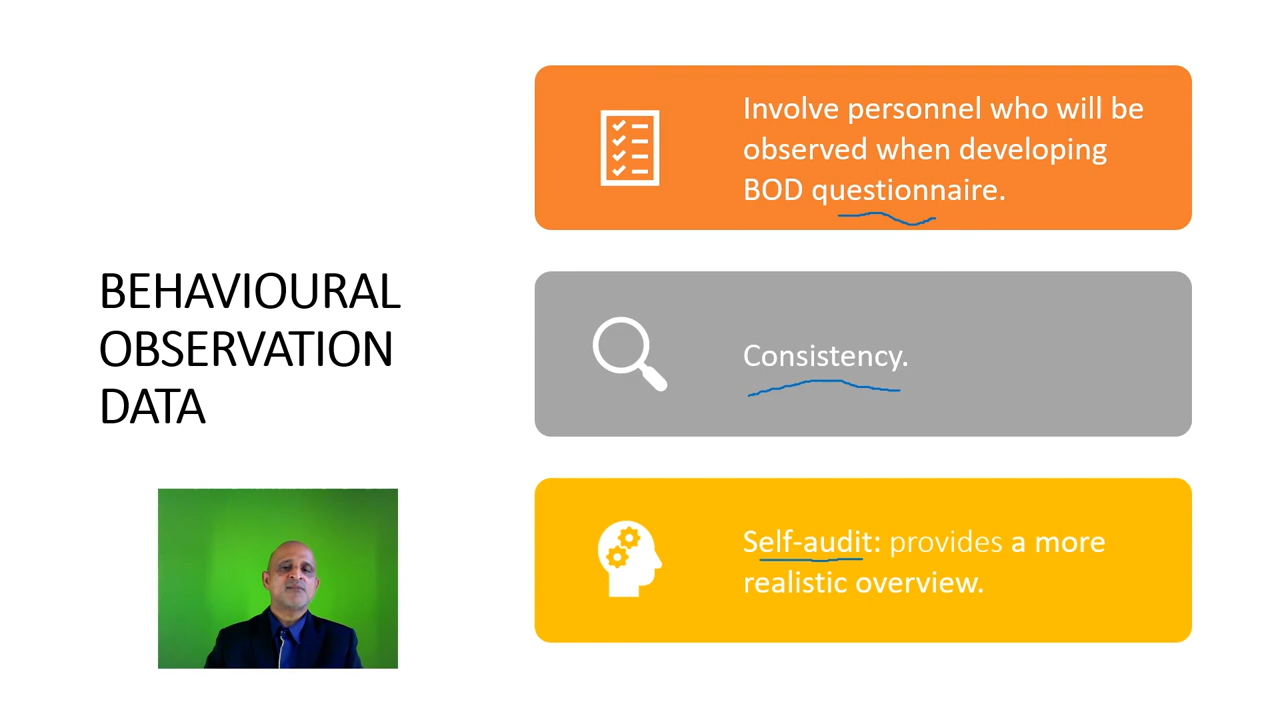 BEHAVIOURAL
OBSERVATION
DATA
Involve personnel who will be
observed when developing
BOD questionnaire.
Consistency.
Self-audit: provides a more
realistic overview.